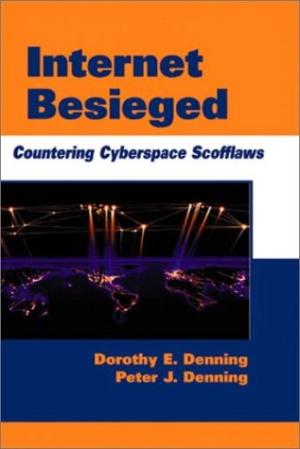 Internet
Besieged
Countering Cyberspace Scofflaws
Dorothy E. Denning
Peter J. Denning